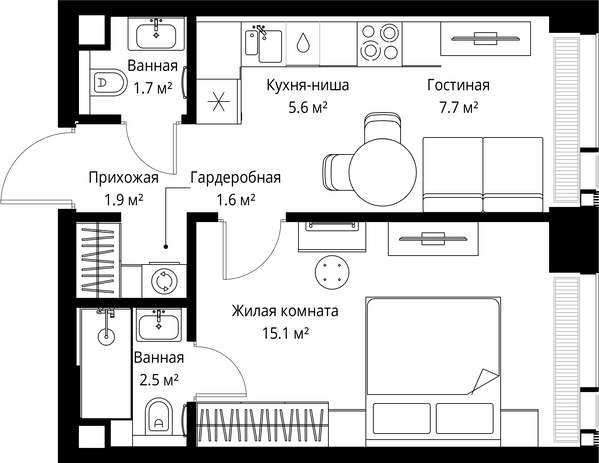 Ванная
1.7 м²
Кухня-ниша
5.6 м²
Гостиная
7.7 м²
Прихожая
1.9 м²
Гардеробная
1.6 м²
Жилая комната
15.1 м²
Ванная
2.5 м²